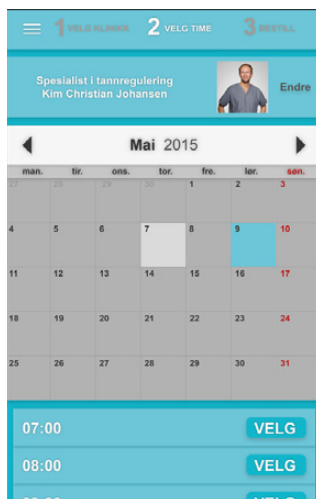 1 VELG KLINIKK 2 VELG TIME 3 BESTILL
Spesialist i tannregulering
Kim Christian Johansen
Endre
Mai 2015
man. tir. ons. tor. fre. lør. søn.
27 28 29 30 1 2 3
4 5 6 7 8 9 10
11 12 13 14 15 16 17
18 19 20 21 22 23 24
25 26 27 28 29 30 31
07:00 VELG
08:00 VELG